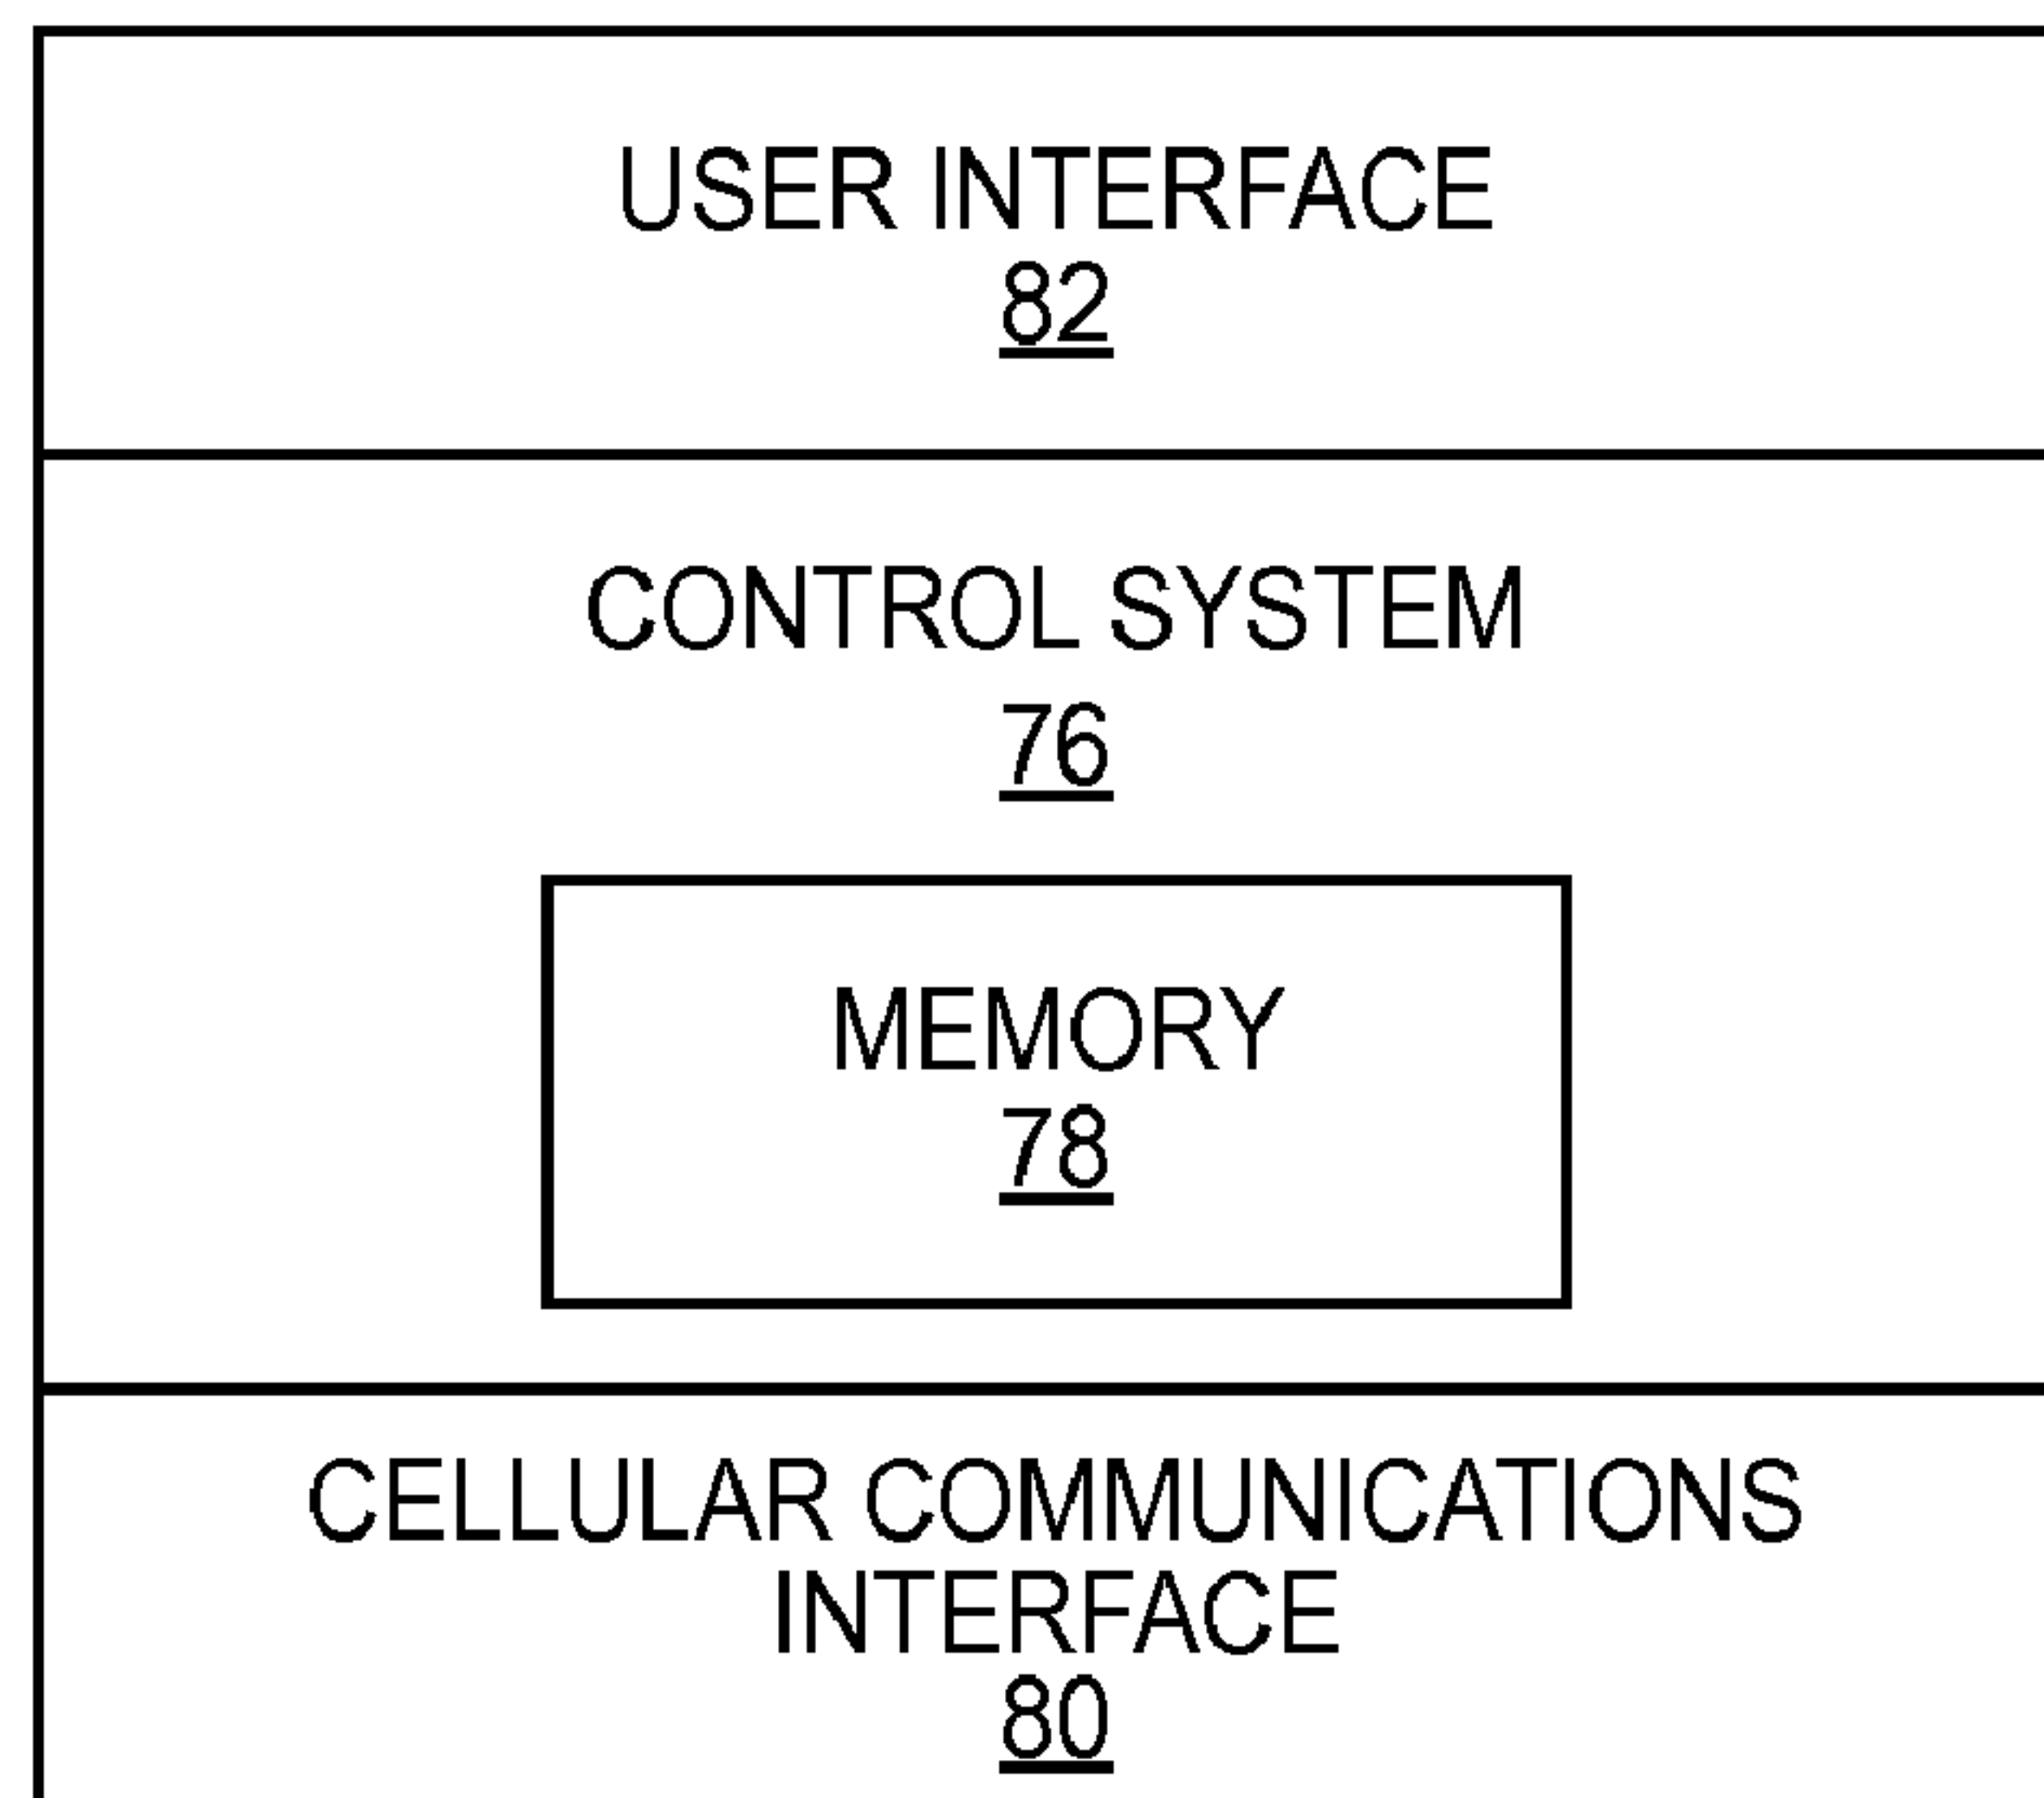 USER INTERFACE
82
CONTROL SYSTEM
76
MEMORY
78
CELLULAR COMMUNICATIONS
INTERFACE
80